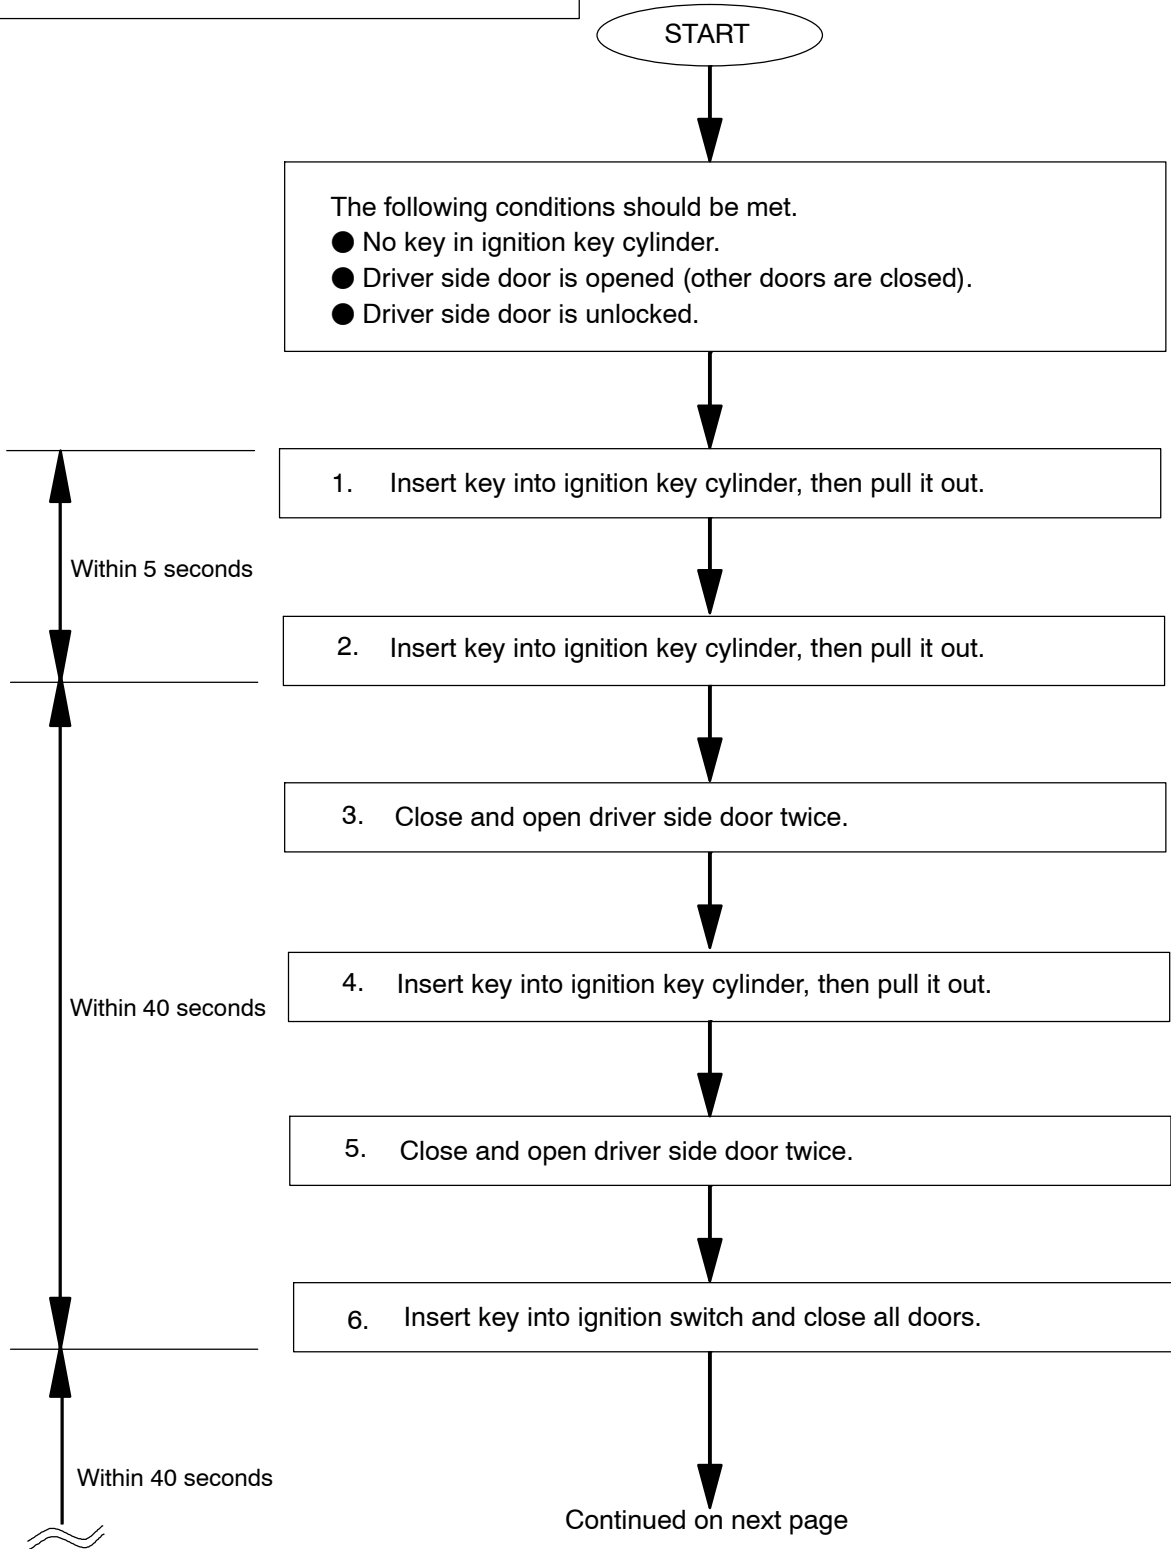 START
The following conditions should be met.
● No key in ignition key cylinder.
● Driver side door is opened (other doors are closed).
● Driver side door is unlocked.
1. Insert key into ignition key cylinder, then pull it out.
Within 5 seconds
2. Insert key into ignition key cylinder, then pull it out.
3. Close and open driver side door twice.
4. Insert key into ignition key cylinder, then pull it out.
Within 40 seconds
5. Close and open driver side door twice.
6. Insert key into ignition switch and close all doors.
Within 40 seconds
Continued on next page